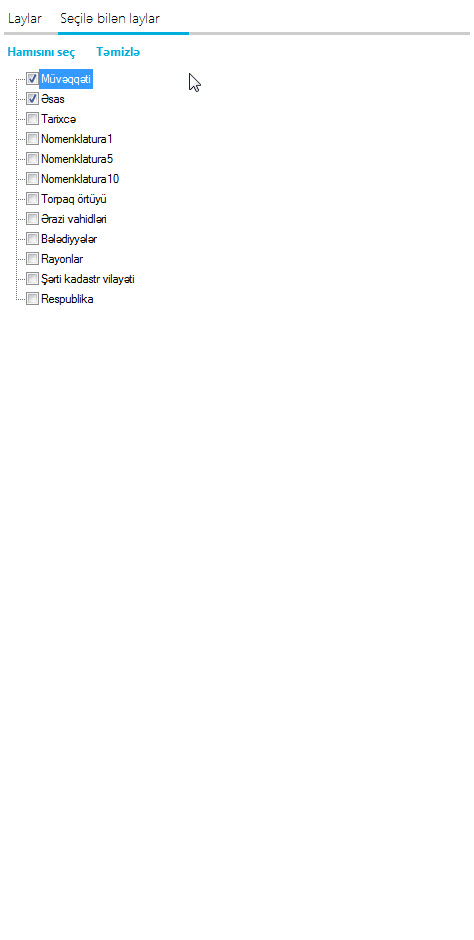 Laylar Seçilə bilən laylar
Hamısını seç Təmizlə
Müvəqqəti
Əsas
Tarixcə
Nomenklatura1
Nomenklatura5
Nomenklatura10
Torpaq örtüyü
Ərazi vahidləri
Bələdiyyələr
Rayonlar
Şərti kadastr vilayəti
Respublika